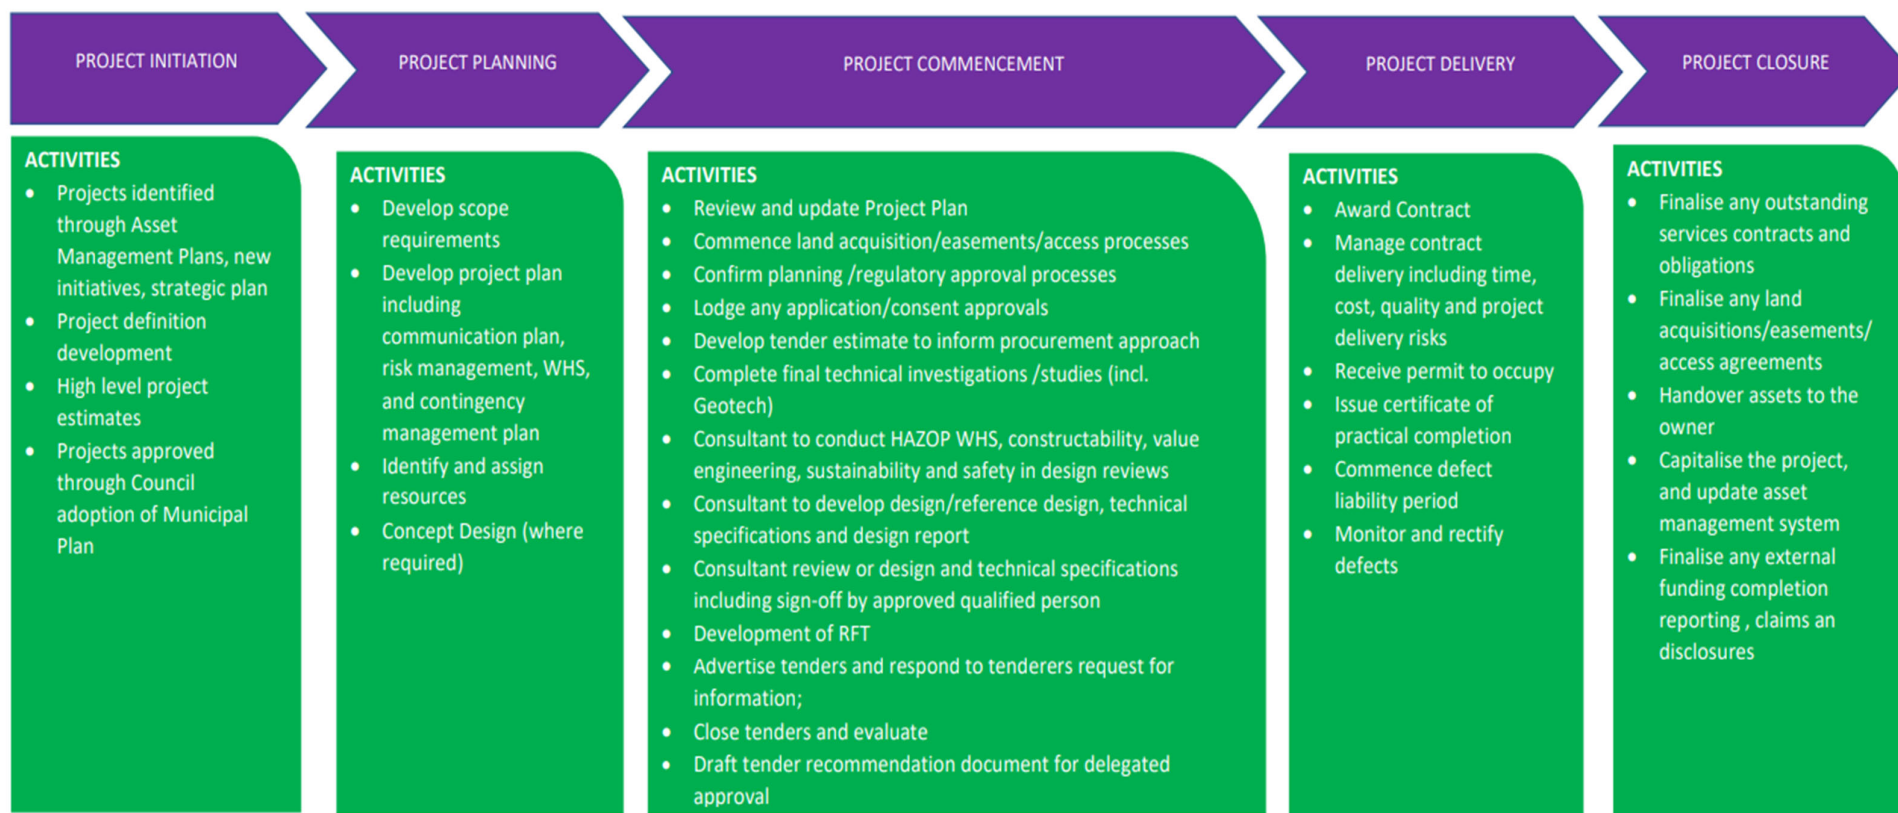 PROJECT INITIATION
PROJECT PLANNING
PROJECT COMMENCEMENT
PROJECT DELIVERY
PROJECT CLOSURE
ACTIVITIES
• Projects identified
through Asset
Management Plans, new
initiatives, strategic plan
• Project definition
development
• High level project
estimates
• Projects approved
through Council
adoption of Municipal
Plan
ACTIVITIES
• Develop scope
requirements
• Develop project plan
including
communication plan,
risk management, WHS,
and contingency
management plan
• Identify and assign
resources
• Concept Design (where
required)
ACTIVITIES
• Review and update Project Plan
• Commence land acquisition/easements/access processes
• Confirm planning /regulatory approval processes
• Lodge any application/consent approvals
• Develop tender estimate to inform procurement approach
• Complete final technical investigations /studies (incl.
Geotech)
• Consultant to conduct HAZOP WHS, constructability, value
engineering, sustainability and safety in design reviews
• Consultant to develop design/reference design, technical
specifications and design report
• Consultant review or design and technical specifications
including sign-off by approved qualified person
• Development of RFT
• Advertise tenders and respond to tenderers request for
information;
• Close tenders and evaluate
• Draft tender recommendation document for delegated
approval
ACTIVITIES
• Award Contract
• Manage contract
delivery including time,
cost, quality and project
delivery risks
• Receive permit to occupy
• Issue certificate of
practical completion
• Commence defect
liability period
• Monitor and rectify
defects
ACTIVITIES
• Finalise any outstanding
services contracts and
obligations
• Finalise any land
acquisitions/easements/
access agreements
• Handover assets to the
owner
• Capitalise the project,
and update asset
management system
• Finalise any external
funding completion
reporting , claims an
disclosures